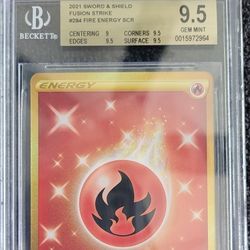 2021 SWORD & SHIELD
FUSION STRIKE
#284 FIRE ENERGY SCR
CENTERING 9 CORNERS 9.5
EDGES 9.5 SURFACE 9.5
9.5
GEM MINT
0015972964
BECKETT
ENERGY